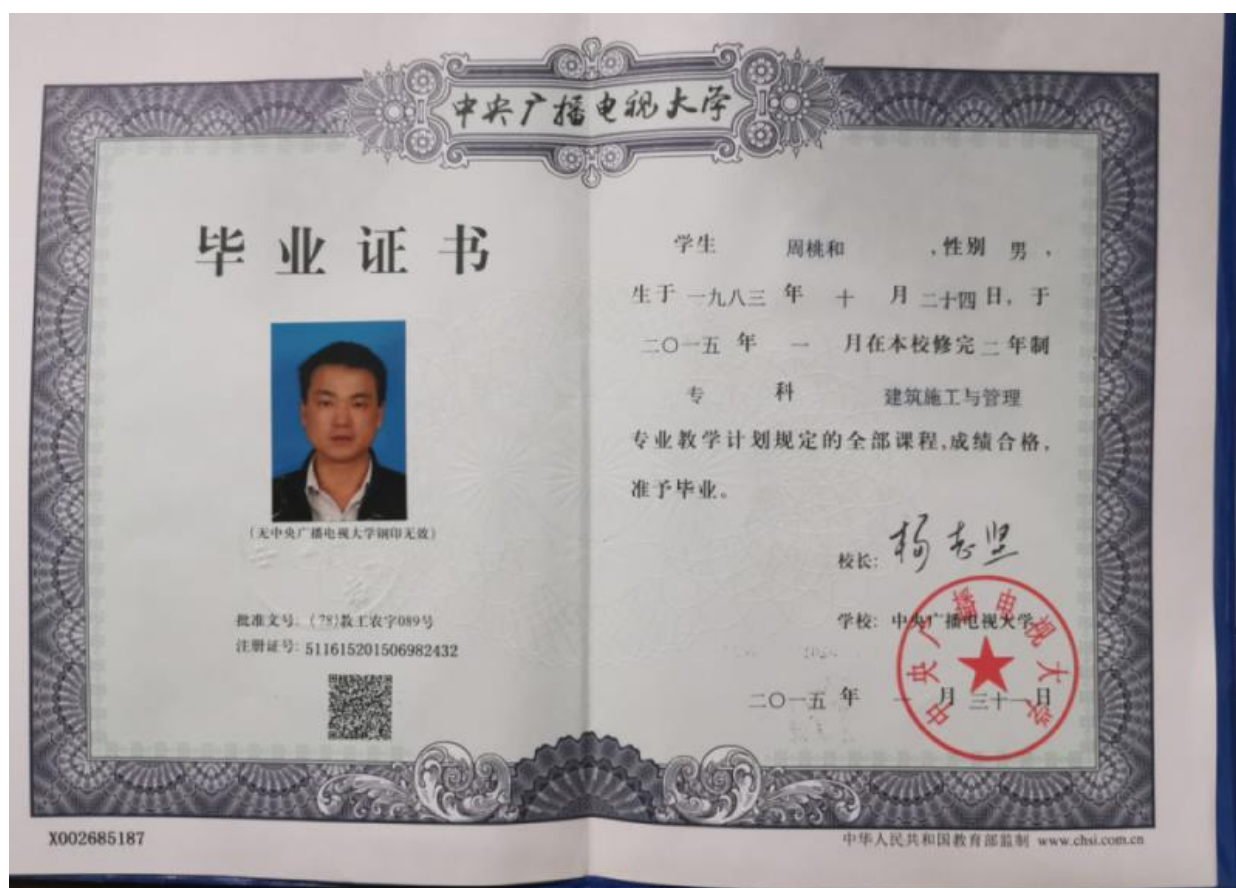 中央广播电视大学
毕业证书
(无中央广播电视大学钢印无效)
批准文号: (78)教工农字089号
注册证号: 511615201506982432
X002685187
学生 周桃和 ,性别 男 ,
生于 一九八三 年 十 月 二十四 日, 于
二〇一五 年 一 月在本校修完 二 年制
专 科 建筑施工与管理
专业教学计划规定的全部课程,成绩合格,
准予毕业。
校长: 杨志坚
学校: 中央广播电视大学
二〇一五 年 一 月 三十一 日
中央广播电视大学
中华人民共和国教育部监制 www.chsi.com.cn